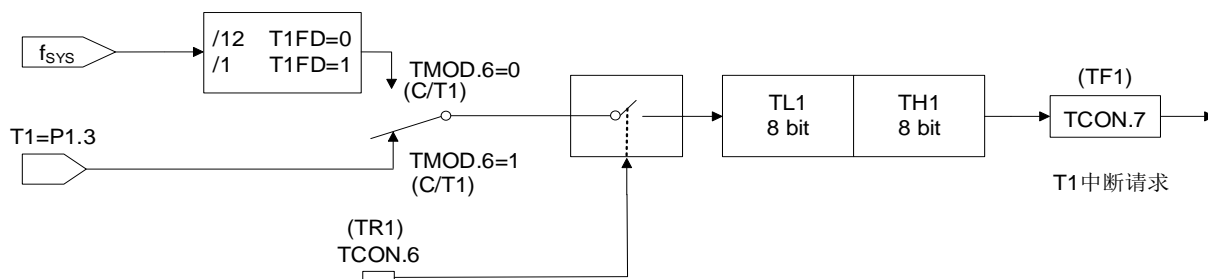 /12 T1FD=0
/1 T1FD=1
fSYS
TMOD.6=0
(C/T1)
T1=P1.3
TMOD.6=1
(C/T1)
(TR1)
TCON.6
TL1
8 bit
TH1
8 bit
(TF1)
TCON.7
T1中断请求